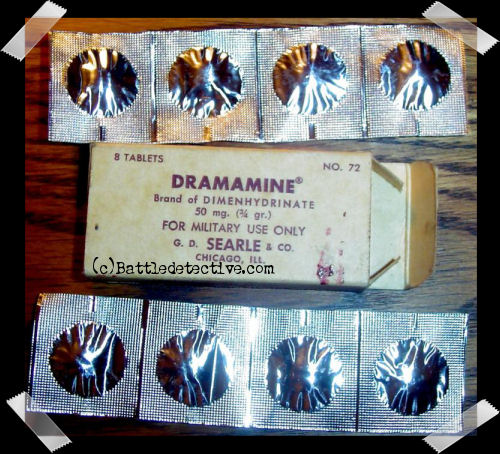 8 TABLETS NO. 72
DRAMAMINE®
Brand of DIMENHYDRINATE
50 mg. (¾ gr.)
FOR MILITARY USE ONLY
G. D. SEARLE & CO.
CHICAGO, ILL.
(c)Battledetective.com